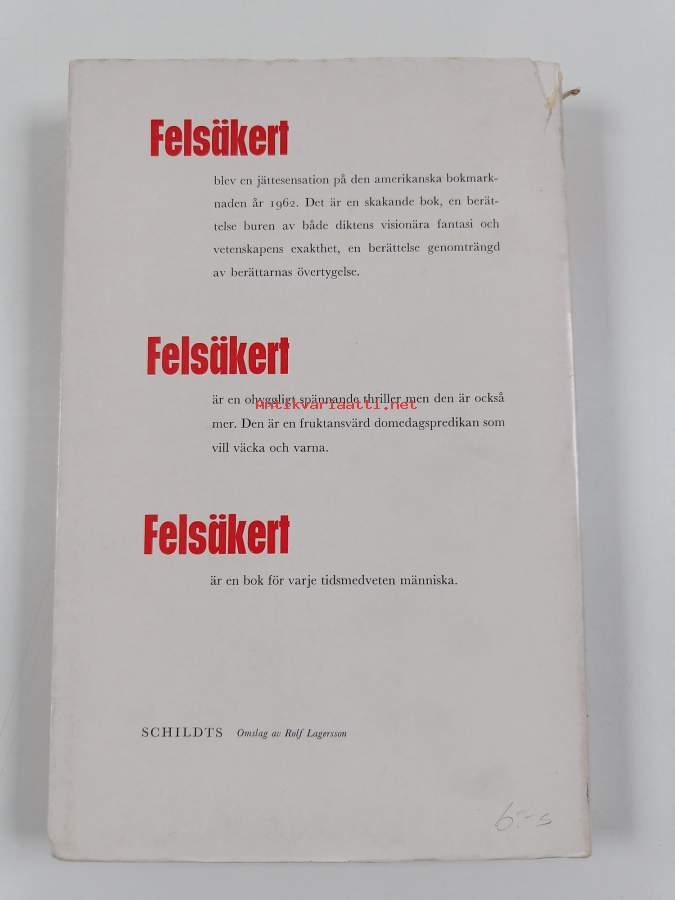 Felsäkert
blev en jättesensation på den amerikanska bokmark-
naden år 1962. Det är en skakande bok, en berät-
telse buren av både diktens visionära fantasi och
vetenskapens exakthet, en berättelse genomträngd
av berättarnas övertygelse.
Felsäkert
är en ohyggligt spännande thriller men den är också
Antikvariaatti.net
mer. Den är en fruktansvärd domedagspredikan som
vill väcka och varna.
Felsäkert
är en bok för varje tidsmedveten människa.
SCHILDTS Omslag av Rolf Lagersson